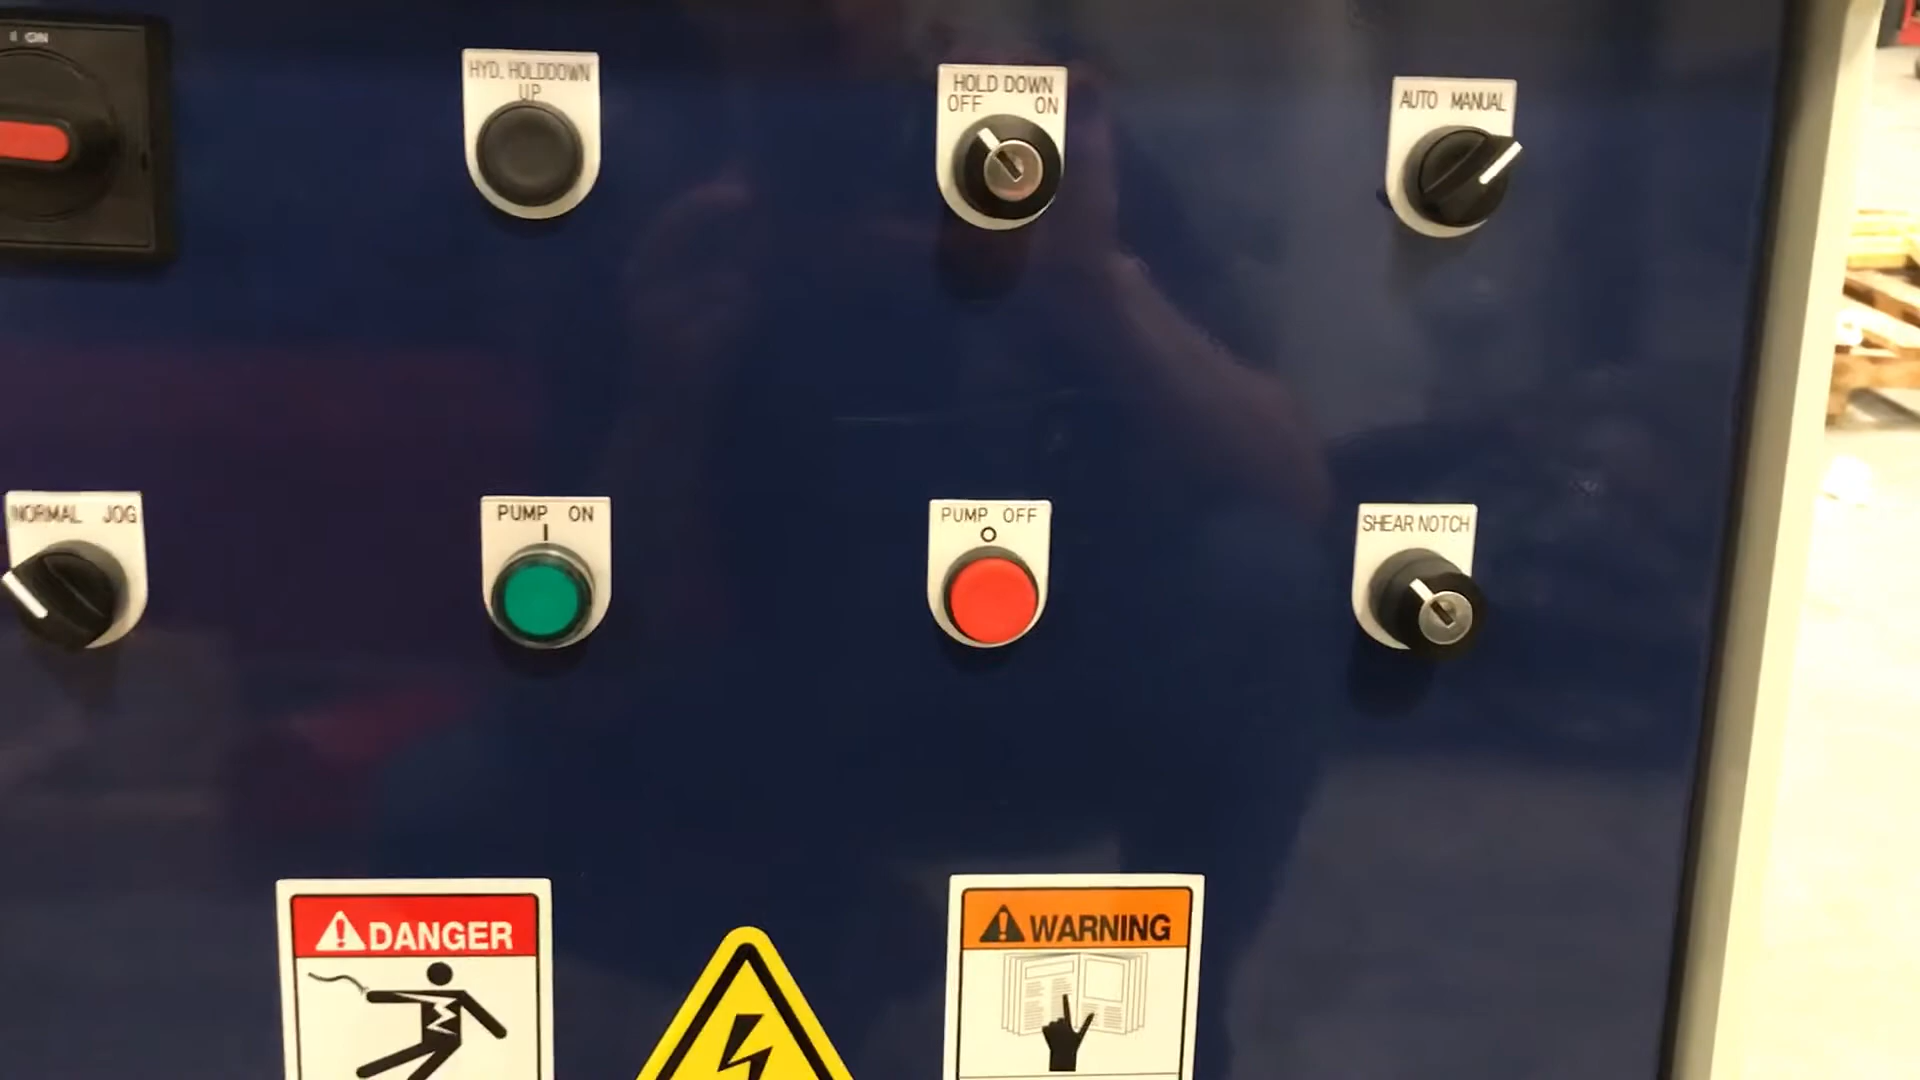 I ON
HYD. HOLDDOWN
UP
HOLD DOWN
OFF ON
AUTO MANUAL
NORMAL JOG
PUMP ON
I
PUMP OFF
O
SHEAR NOTCH
DANGER
WARNING